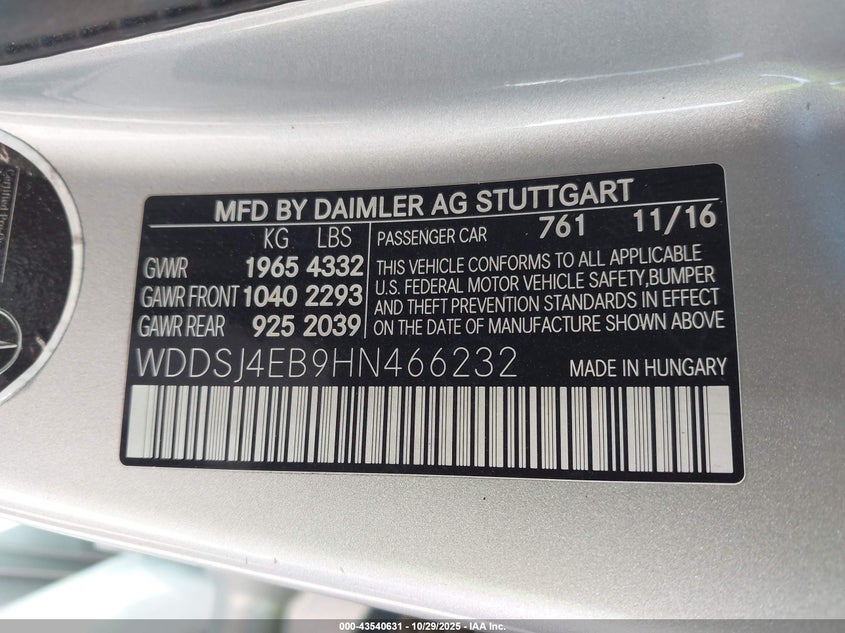 MFD BY DAIMLER AG STUTTGART
KG LBS
GVWR 1965 4332
GAWR FRONT 1040 2293
GAWR REAR 925 2039
PASSENGER CAR 761 11/16
THIS VEHICLE CONFORMS TO ALL APPLICABLE
U.S. FEDERAL MOTOR VEHICLE SAFETY,BUMPER
AND THEFT PREVENTION STANDARDS IN EFFECT
ON THE DATE OF MANUFACTURE SHOWN ABOVE
WDDSJ4EB9HN466232
MADE IN HUNGARY
000-43540631 - 10/29/2025 - IAA Inc.